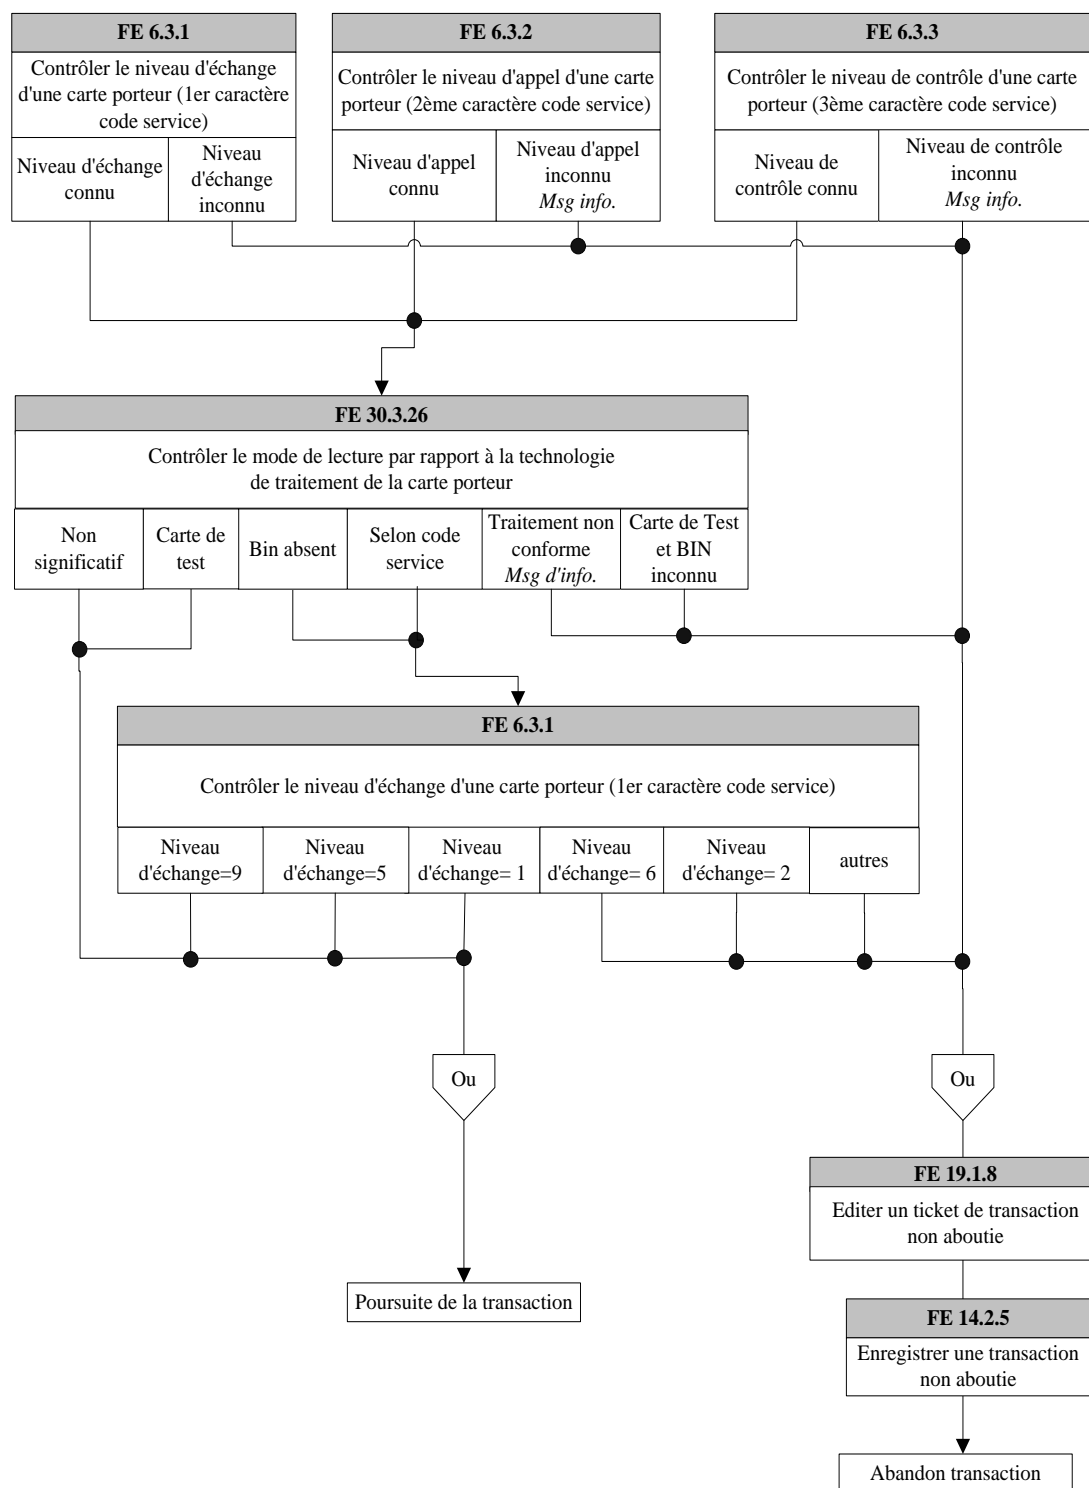 FE 6.3.1
Contrôler le niveau d'échange
d'une carte porteur (1er caractère
code service)
Niveau d'échange
connu
Niveau
d'échange
inconnu
FE 6.3.2
Contrôler le niveau d'appel d'une carte
porteur (2ème caractère code service)
Niveau d'appel
connu
Niveau d'appel
inconnu
Msg info.
FE 6.3.3
Contrôler le niveau de contrôle d'une carte
porteur (3ème caractère code service)
Niveau de
contrôle connu
Niveau de contrôle
inconnu
Msg info.
FE 30.3.26
Contrôler le mode de lecture par rapport à la technologie
de traitement de la carte porteur
Non
significatif
Carte de
test
Bin absent
Selon code
service
Traitement non
conforme
Msg d'info.
Carte de Test
et BIN
inconnu
FE 6.3.1
Contrôler le niveau d'échange d'une carte porteur (1er caractère code service)
Niveau
d'échange=9
Niveau
d'échange=5
Niveau
d'échange= 1
Niveau
d'échange= 6
Niveau
d'échange= 2
autres
Ou
Ou
FE 19.1.8
Editer un ticket de transaction
non aboutie
Poursuite de la transaction
FE 14.2.5
Enregistrer une transaction
non aboutie
Abandon transaction